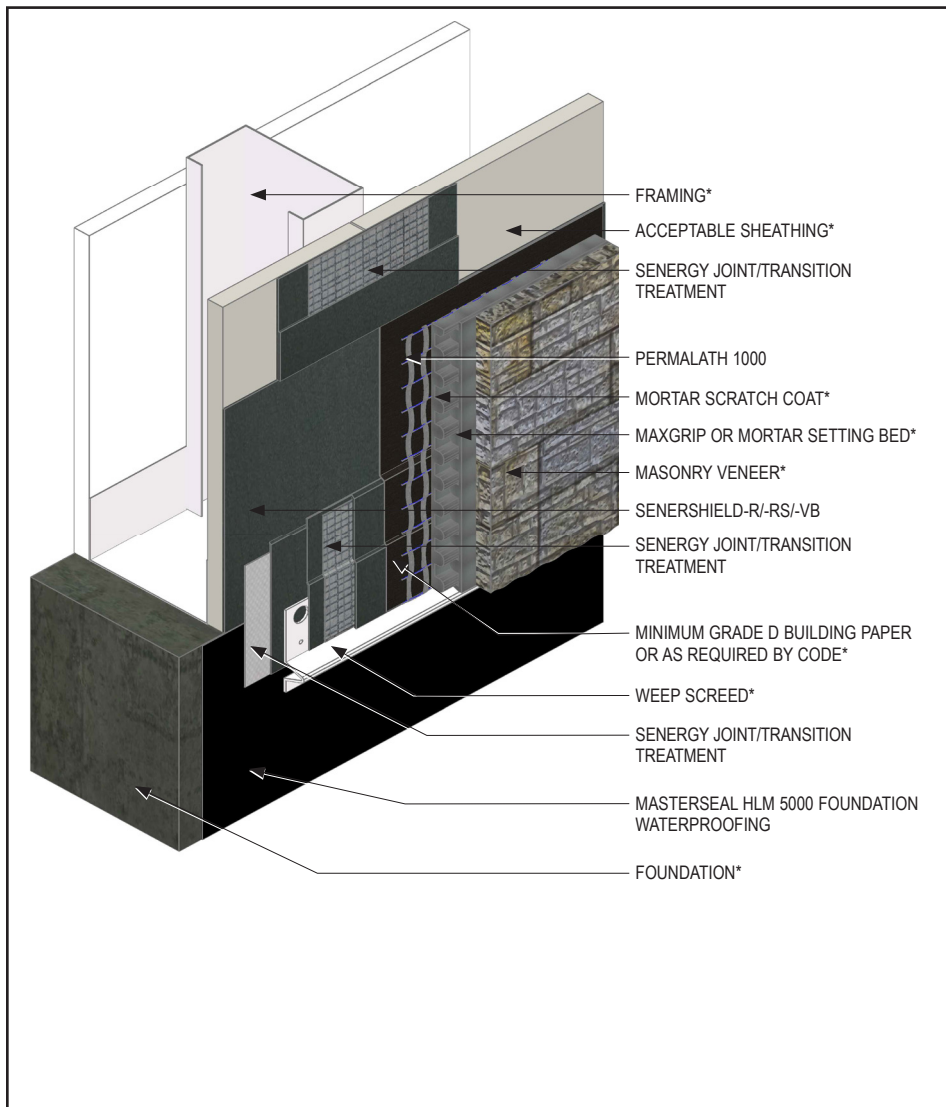 FRAMING*
ACCEPTABLE SHEATHING*
SENERGY JOINT/TRANSITION
TREATMENT
PERMALATH 1000
MORTAR SCRATCH COAT*
MAXGRIP OR MORTAR SETTING BED*
MASONRY VENEER*
SENERSHIELD-R/-RS/-VB
SENERGY JOINT/TRANSITION
TREATMENT
MINIMUM GRADE D BUILDING PAPER
OR AS REQUIRED BY CODE*
WEEP SCREED*
SENERGY JOINT/TRANSITION
TREATMENT
MASTERSEAL HLM 5000 FOUNDATION
WATERPROOFING
FOUNDATION*